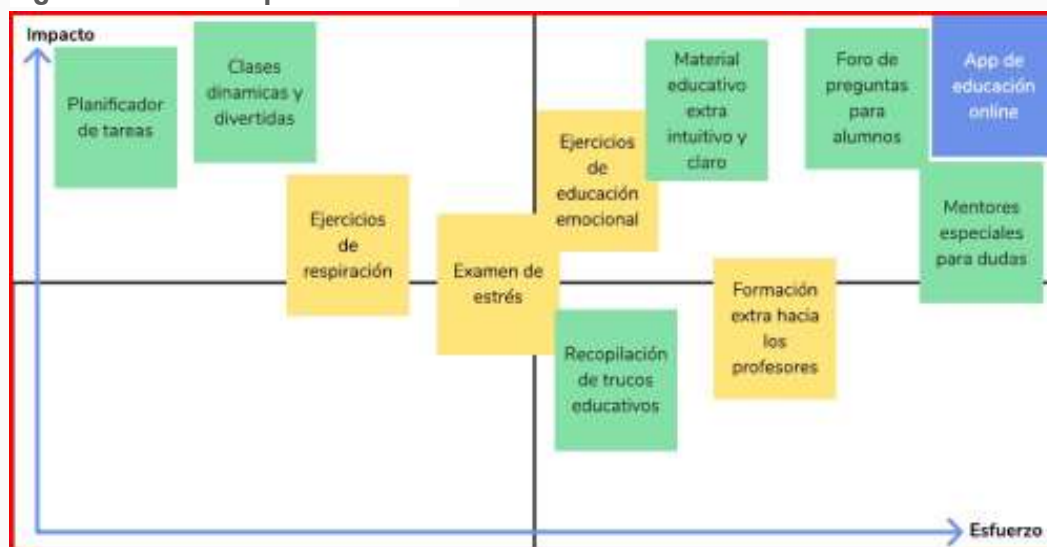 Impacto
Planificador
de tareas
Clases
dinamicas y
divertidas
Ejercicios
de
respiración
Examen de
estrés
Ejercicios
de
educación
emocional
Material
educativo
extra
intuitivo y
claro
Foro de
preguntas
para
alumnos
App de
educación
online
Mentores
especiales
para dudas
Formación
extra hacia
los
profesores
Recopilación
de trucos
educativos
Esfuerzo